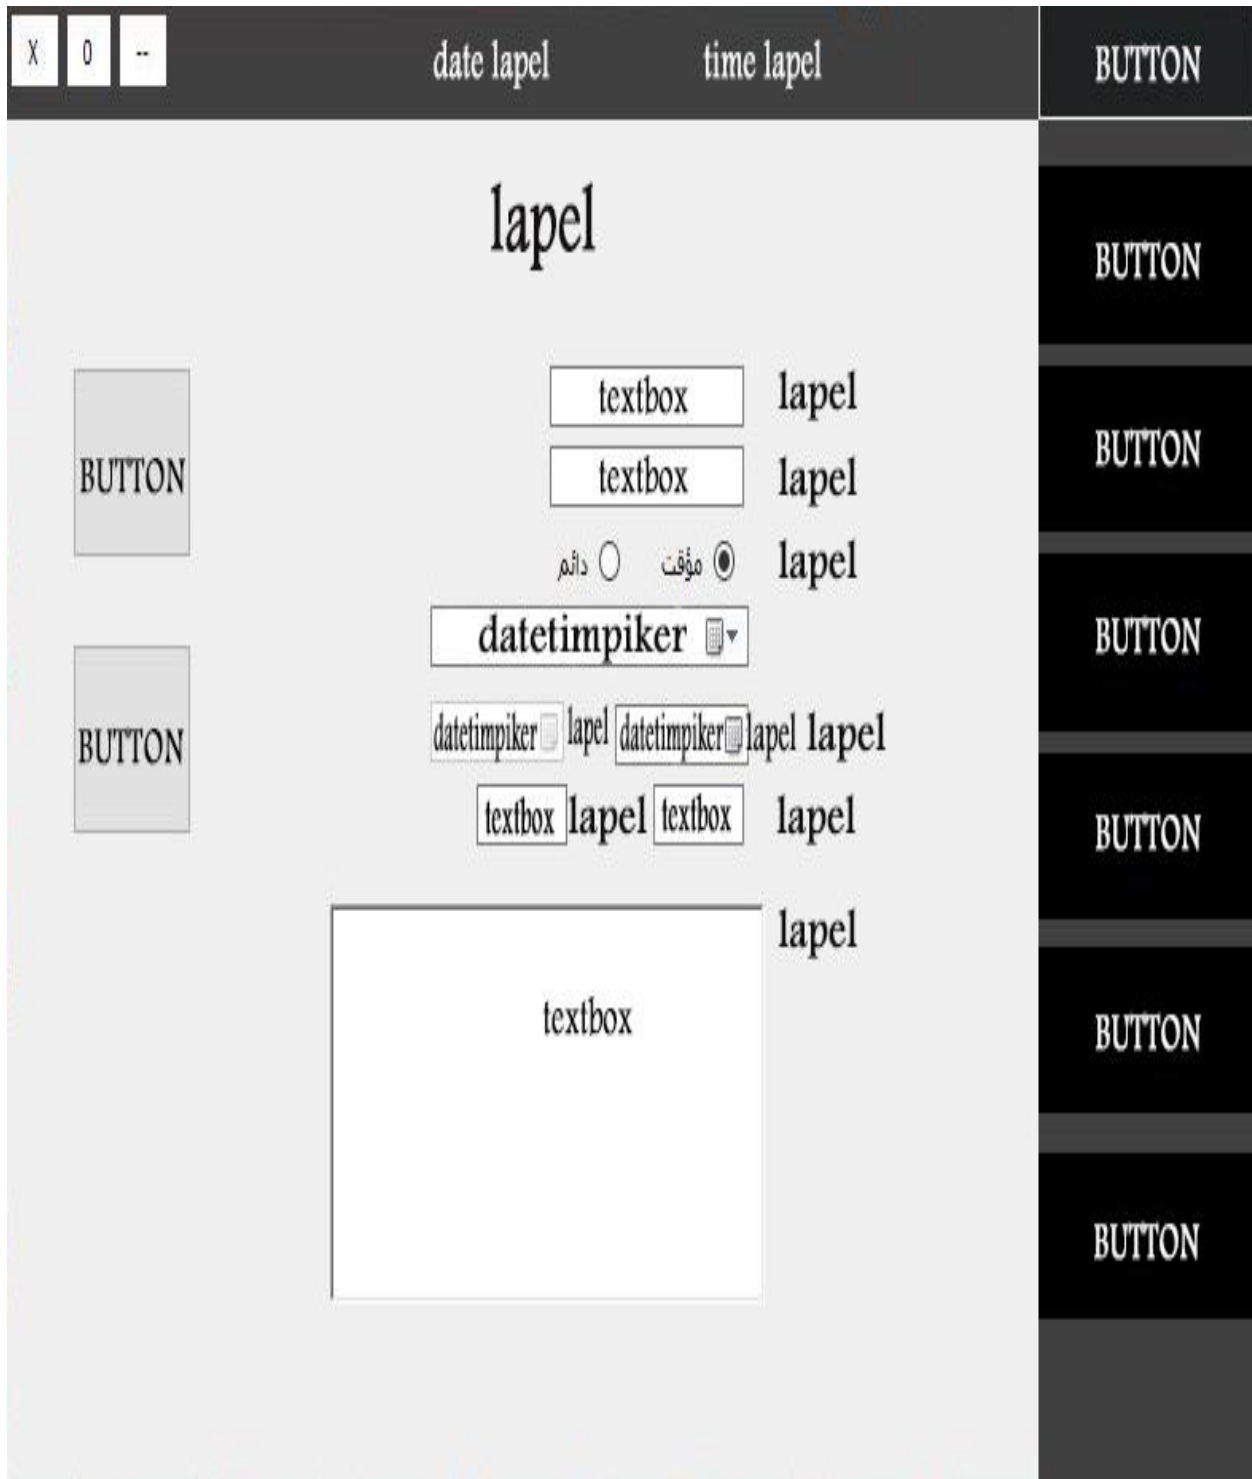 X 0 -- date lapel time lapel BUTTON
lapel
BUTTON
textbox lapel
BUTTON
BUTTON
textbox lapel
مؤقت دائم lapel
datetimpiker
BUTTON
datetimpiker lapel datetimpiker lapel lapel
BUTTON
textbox lapel textbox lapel
BUTTON
lapel
textbox
BUTTON
BUTTON